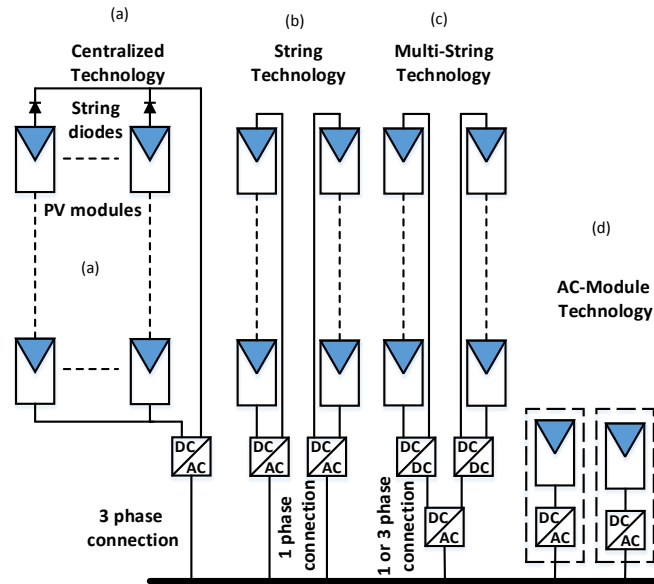 (a)
Centralized
Technology
String
diodes
PV modules
(a)
DC
AC
3 phase
connection
(b)
String
Technology
DC
AC
DC
AC
1 phase
connection
(c)
Multi-String
Technology
DC
DC
DC
DC
1 or 3 phase
connection
DC
AC
(d)
AC-Module
Technology
DC
AC
DC
AC